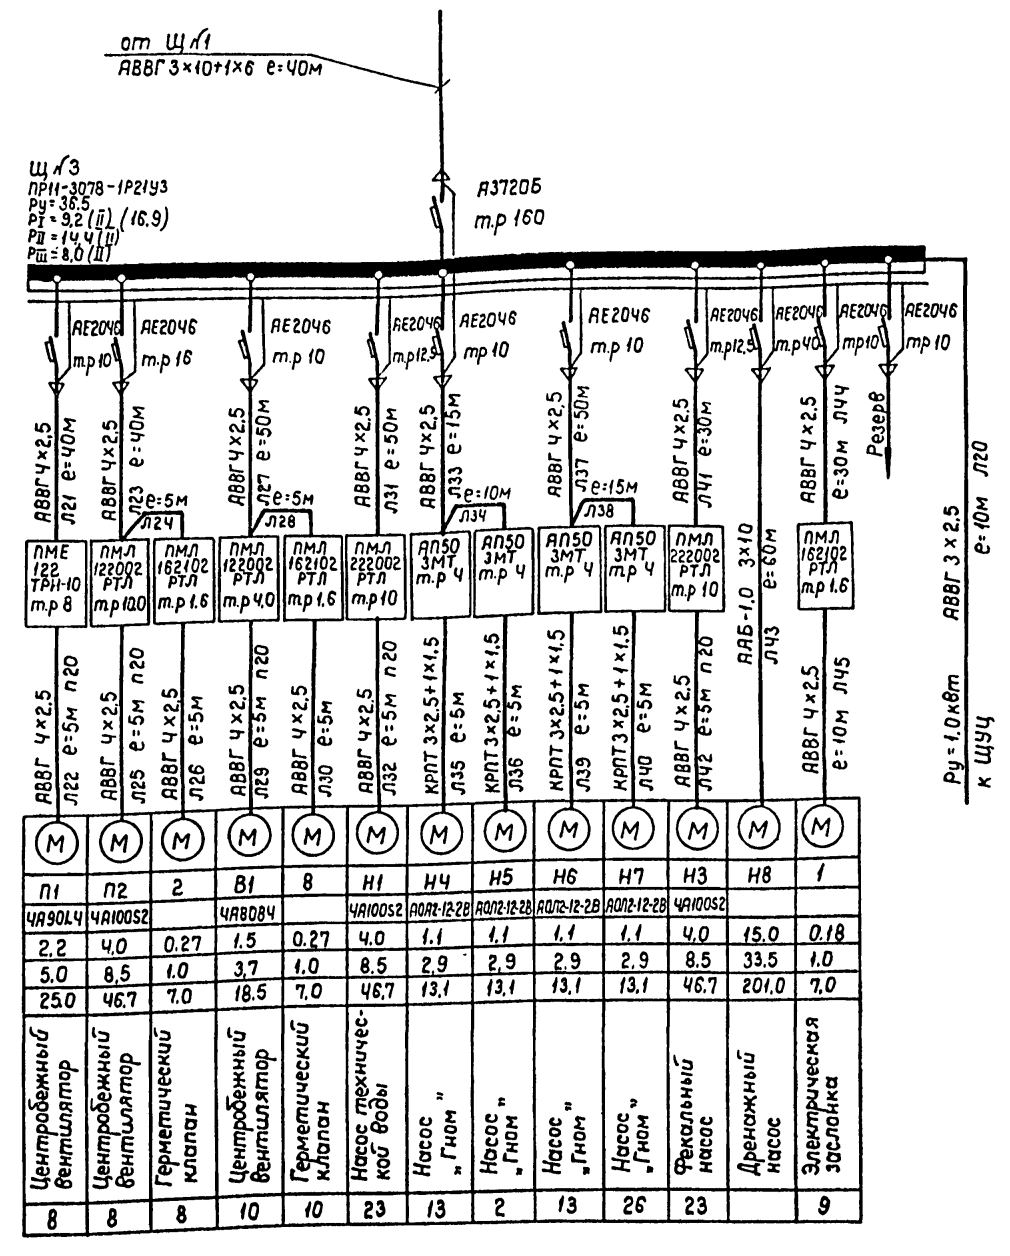 от Щ №1
АВВГ 3×10+1×6 е=40м
Щ №3
ПР11-3078-1Р21У3
Ру=36.5
РI=9,2(II) (16,9)
РII=14,4(II)
РIII=8,0(II)
А3720Б
т.р 160
АЕ2046
т.р10
АЕ2046
т.р 16
АЕ2046
т.р 10
АЕ2046
т.р12,5
АЕ2046
тр 10
АЕ2046
т.р 10
АЕ2046
т.р12,5
АЕ2046
т.р40
АЕ2046
тр10
АЕ2046
тр 10
АВВГ 4×2,5
Л21 е=40м
АВВГ 4×2,5
Л23 е=40м
е=5м
Л24
АВВГ 4×2,5
Л27 е=50м
е=5м
Л28
АВВГ 4×2.5
Л31 е=50м
АВВГ 4×2,5
Л33 е=15м
е=10м
Л34
АВВГ 4×2,5
Л37 е=50м
е=15м
Л38
АВВГ 4×2.5
Л41 е=30м
ААБ-1,0 3×10
Л43 е=60м
АВВГ 4×2,5
е=30м Л44
Резерв
АВВГ 3×2,5
е=10м Л20
Ру=1.0квт
к ЩУЦ
ПМЕ
122
ТРН-10
т.р 8
ПМЛ
122002
РТЛ
т.р10.0
ПМЛ
162102
РТЛ
т.р 1.6
ПМЛ
122002
РТЛ
т.р4,0
ПМЛ
162102
РТЛ
т.р1,6
ПМЛ
222002
РТЛ
т.р10
АП50
3МТ
т.р 4
АП50
3МТ
т.р 4
АП50
3МТ
т.р 4
АП50
3МТ
т.р 4
ПМЛ
222002
РТЛ
т.р 10
ПМЛ
162102
РТЛ
т.р 1.6
АВВГ 4×2,5
Л22 е=5м п20
АВВГ 4×2,5
Л25 е=5м п20
АВВГ 4×2,5
Л26 е=5м
АВВГ 4×2,5
Л29 е=5м п20
АВВГ 4×2,5
Л30 е=5м
АВВГ 4×2.5
Л32 е=5м п20
КРПТ 3×2.5+1×1.5
Л35 е=5м
КРПТ 3×2,5+1×1,5
Л36 е=5м
КРПТ 3×2.5+1×1,5
Л39 е=5м
КРПТ 3×2.5+1×1.5
Л40 е=5м
АВВГ 4×2,5
Л42 е=5м п20
АВВГ 4×2.5
е=10м Л45
М М М М М М М М М М М М М
П1 П2 2 В1 8 Н1 Н4 Н5 Н6 Н7 Н3 Н8 1
4А90L4 4А100S2 4А80В4 4А100S2 АОЛ2-12-2В АОЛ2-12-2В АОЛ2-12-2В АОЛ2-12-2В 4А100S2
2,2 4,0 0.27 1.5 0.27 4.0 1.1 1,1 1.1 1.1 4,0 15.0 0.18
5.0 8,5 1.0 3,7 1.0 8.5 2,9 2,9 2.9 2,9 8.5 33.5 1.0
25.0 46.7 7.0 18.5 7,0 46,7 13,1 13,1 13,1 13,1 46.7 201,0 7,0
Центробежный
вентилятор
Центробежный
вентилятор
Герметический
клапан
Центробежный
вентилятор
Герметический
клапан
Насос техничес-
кой воды
Насос
„Гном"
Насос
„Гном"
Насос
„Гном"
Насос
„Гном"
Фекальный
насос
Дренажный
насос
Электрическая
заслонка
8 8 8 10 10 23 13 2 13 26 23 9